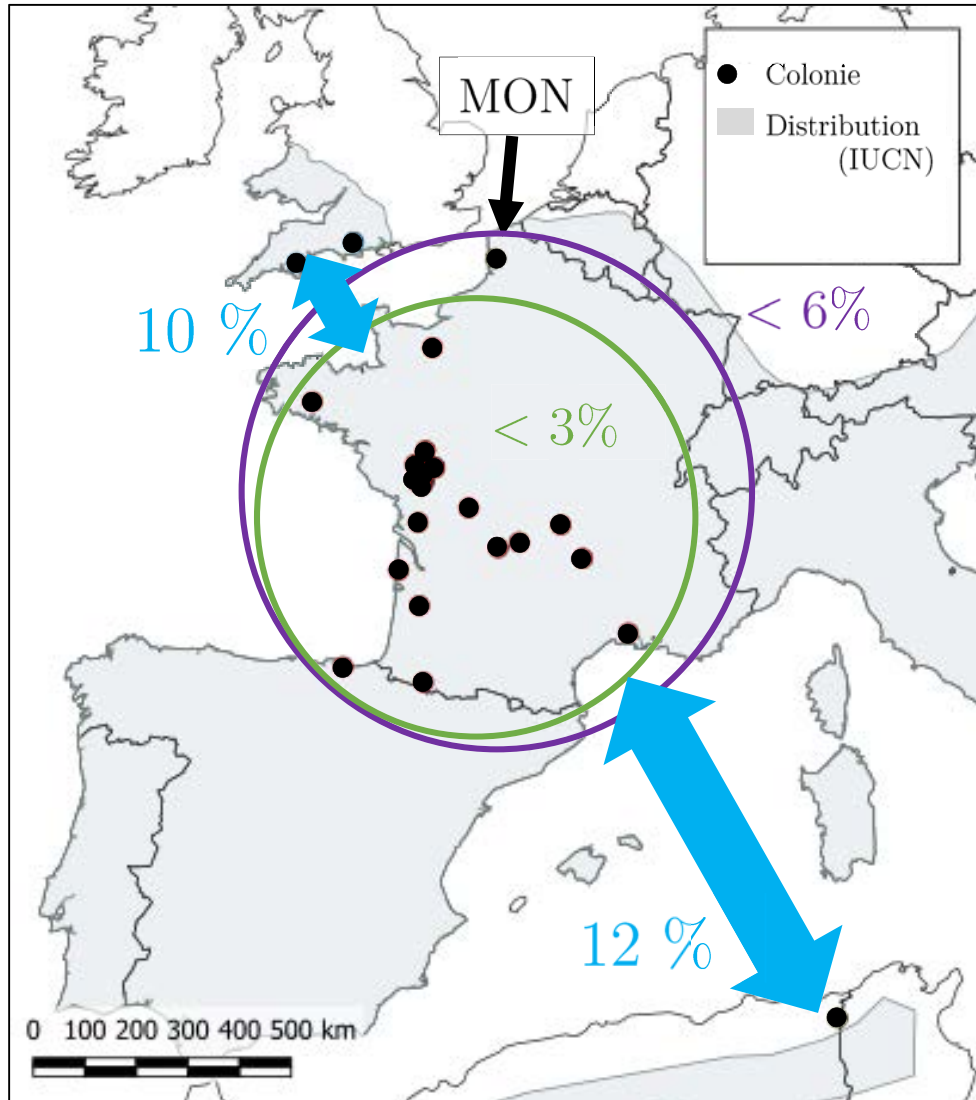 MON
Colonie
Distribution
(IUCN)
10 %
< 6%
< 3%
12 %
0 100 200 300 400 500 km